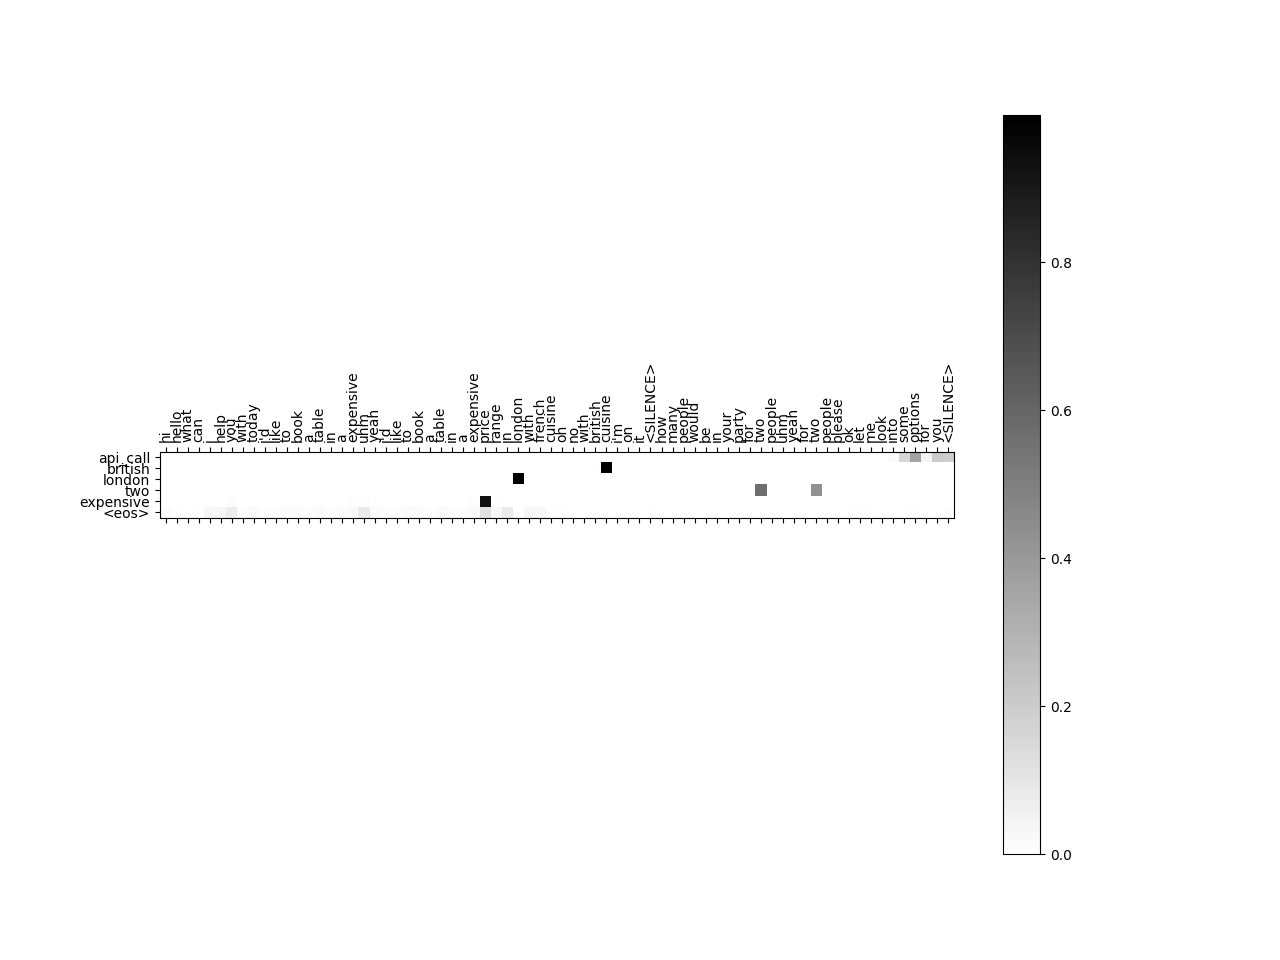 hi hello what can i help you with today i'd like to book a table in a expensive uhm yeah i'd like to book a table in a expensive price range in london with french cuisine oh no with british cuisine i'm on it <SILENCE> how many people would be in your party for two people uhm yeah for two people please ok let me look into some options for you <SILENCE>
api_call
british
london
two
expensive
<eos>
0.8
0.6
0.4
0.2
0.0